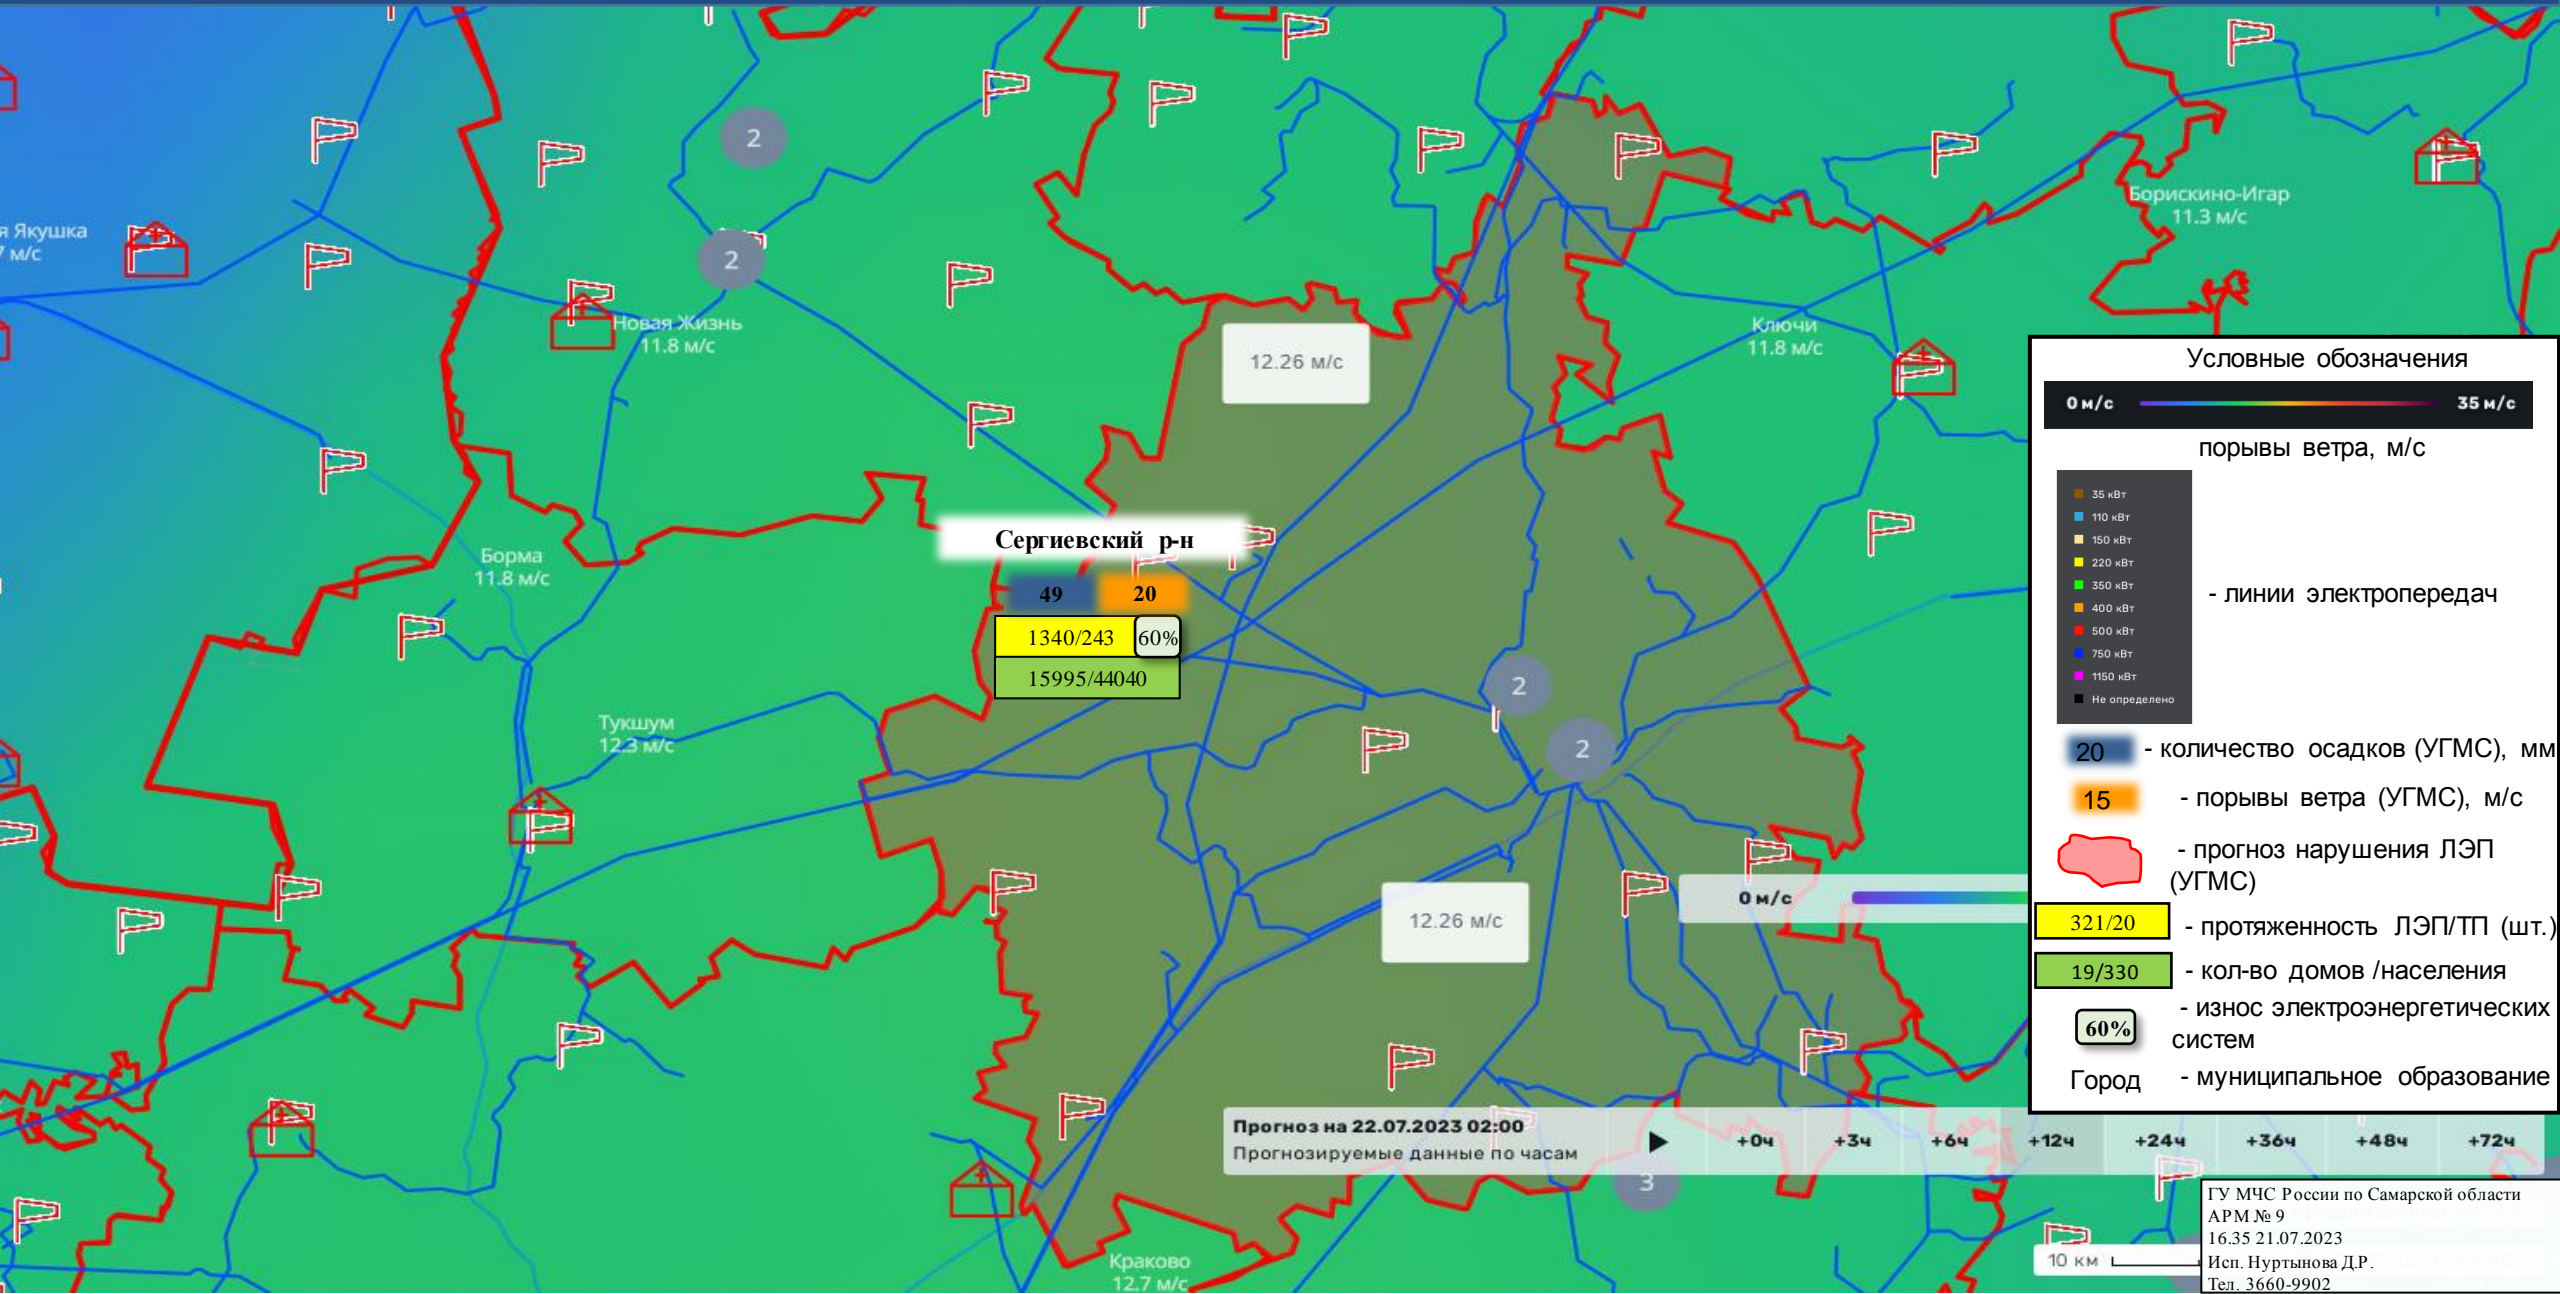 2
Борискино-Игар
11.3 м/с
я Якушка
7 м/с
2
Новая Жизнь
11.8 м/с
Ключи
11.8 м/с
12.26 м/с
Сергиевский р-н
49 20
1340/243 60%
15995/44040
Борма
11.8 м/с
2
Тукшум
12.3 м/с
2
12.26 м/с
0 м/с
Условные обозначения
0 м/с 35 м/с
порывы ветра, м/с
35 кВт
110 кВт
150 кВт
220 кВт
350 кВт
400 кВт
500 кВт
750 кВт
1150 кВт
Не определено
- линии электропередач
20 - количество осадков (УГМС), мм
15 - порывы ветра (УГМС), м/с
- прогноз нарушения ЛЭП
(УГМС)
321/20 - протяженность ЛЭП/ТП (шт.)
19/330 - кол-во домов /населения
60% - износ электроэнергетических
систем
Город - муниципальное образование
Прогноз на 22.07.2023 02:00
Прогнозируемые данные по часам
+0ч +3ч +6ч +12ч +24ч +36ч +48ч +72ч
3
Краково
12.7 м/с
10 км
ГУ МЧС России по Самарской области
АРМ № 9
16.35 21.07.2023
Исп. Нуртынова Д.Р.
Тел. 3660-9902